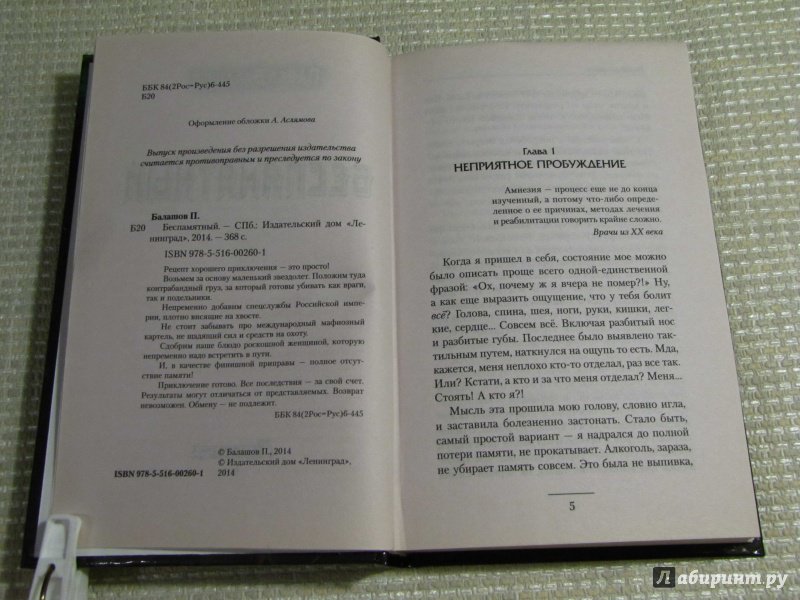 ББК 84(2Рос=Рус)6-445
Б20
Оформление обложки А. Аслямова
Выпуск произведения без разрешения издательства
считается противоправным и преследуется по закону
Балашов П.
Б20 Беспамятный. — СПб.: Издательский дом «Ле-
нинград», 2014. — 368 с.
ISBN 978-5-516-00260-1
Рецепт хорошего приключения — это просто!
Возьмем за основу маленький звездолет. Положим туда
контрабандный груз, за который готовы убивать как враги,
так и подельники.
Непременно добавим спецслужбы Российской импе-
рии, плотно висящие на хвосте.
Не стоит забывать про международный мафиозный
картель, не щадящий сил и средств на охоту.
Сдобрим наше блюдо роскошной женщиной, которую
непременно надо встретить в пути.
И, в качестве финишной приправы — полное отсут-
ствие памяти!
Приключение готово. Все последствия — за свой счет.
Результаты могут отличаться от представляемых. Возврат
невозможен. Обмену — не подлежит.
ББК 84(2Рос=Рус)6-445
© Балашов П., 2014
© Издательский дом «Ленинград»,
ISBN 978-5-516-00260-1 2014
Глава 1
НЕПРИЯТНОЕ ПРОБУЖДЕНИЕ
Амнезия — процесс еще не до конца
изученный, а потому что-либо опреде-
ленное о ее причинах, методах лечения
и реабилитации говорить крайне сложно.
Врачи из XX века
Когда я пришел в себя, состояние мое можно
было описать проще всего одной-единственной
фразой: «Ох, почему ж я вчера не помер?!» Ну,
а как еще выразить ощущение, что у тебя болит
всё? Голова, спина, шея, ноги, руки, кишки, лег-
кие, сердце... Совсем всё. Включая разбитый нос
и разбитые губы. Последнее было выявлено так-
тильным путем, наткнулся на ощупь то есть. Мда,
кажется, меня неплохо кто-то отделал, раз все так.
Или? Кстати, а кто и за что меня отделал? Меня...
Стоять! А кто я?!
Мысль эта прошила мою голову, словно игла,
и заставила болезненно застонать. Стало быть,
самый простой вариант — я надрался до полной
потери памяти, не прокатывает. Алкоголь, зараза,
не убирает память совсем. Это была не выпивка,
5
Лабиринт.ру